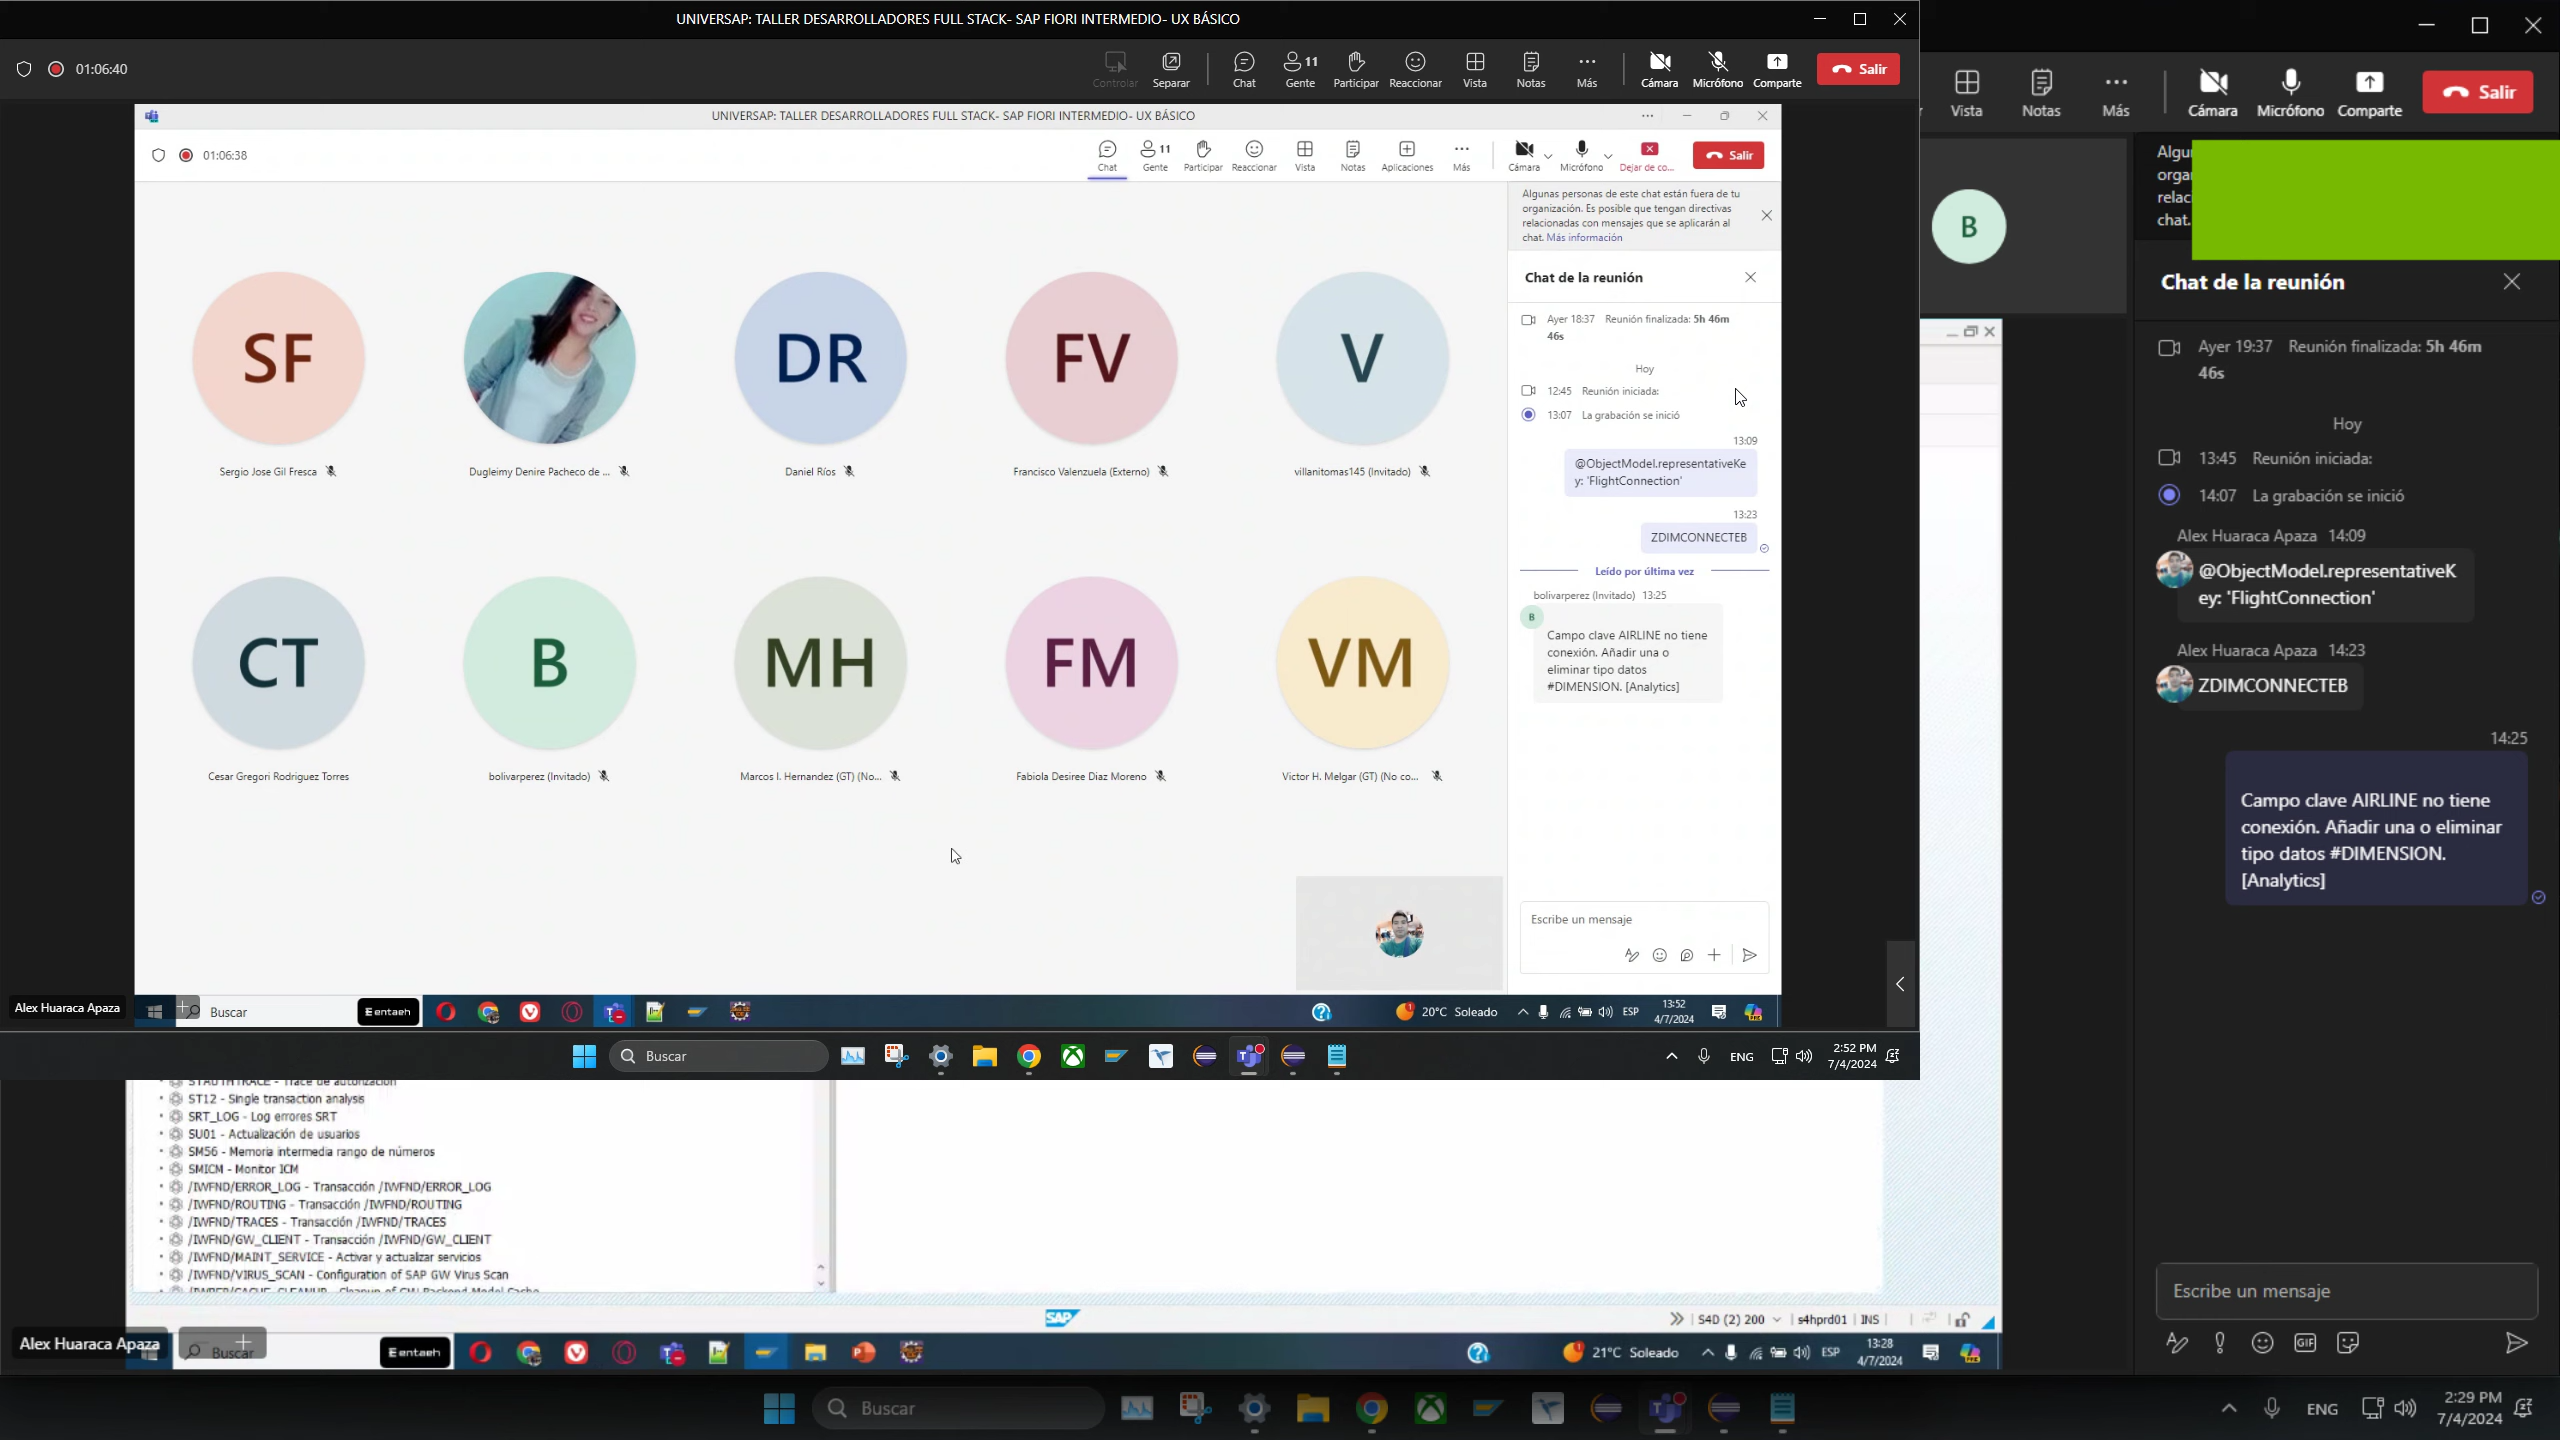 UNIVERSAP: TALLER DESARROLLADORES FULL STACK- SAP FIORI INTERMEDIO- UX BÁSICO
01:06:40
Controlar
Separar
Chat
11
Gente
Participar
Reaccionar
Vista
Notas
Más
Cámara
Micrófono
Comparte
Salir
Vista
Notas
Más
Cámara
Micrófono
Comparte
Salir
UNIVERSAP: TALLER DESARROLLADORES FULL STACK- SAP FIORI INTERMEDIO- UX BÁSICO
01:06:38
Chat
11
Gente
Participar
Reaccionar
Vista
Notas
Aplicaciones
Más
Cámara
Micrófono
Dejar de co...
Salir
Algunas personas de este chat están fuera de tu
organización. Es posible que tengan directivas
relacionadas con mensajes que se aplicarán al
chat. Más información
Chat de la reunión
Ayer 18:37 Reunión finalizada: 5h 46m
46s
Hoy
12:45 Reunión iniciada:
13:07 La grabación se inició
13:09
@ObjectModel.representativeKe
y: 'FlightConnection'
13:23
ZDIMCONNECTEB
Leído por última vez
bolivarperez (Invitado) 13:25
B
Campo clave AIRLINE no tiene
conexión. Añadir una o
eliminar tipo datos
#DIMENSION. [Analytics]
Escribe un mensaje
SF
DR
FV
V
Sergio Jose Gil Fresca
Dugleimy Denire Pacheco de ...
Daniel Ríos
Francisco Valenzuela (Externo)
villanitomas145 (Invitado)
CT
B
MH
FM
VM
Cesar Gregori Rodriguez Torres
bolivarperez (Invitado)
Marcos I. Hernandez (GT) (No...
Fabiola Desiree Diaz Moreno
Victor H. Melgar (GT) (No co...
Alex Huaraca Apaza
Buscar
Eentaeh
20°C Soleado
ESP
13:52
4/7/2024
Buscar
ENG
2:52 PM
7/4/2024
B
Algu
orga
relac
chat.
Chat de la reunión
Ayer 19:37 Reunión finalizada: 5h 46m
46s
Hoy
13:45 Reunión iniciada:
14:07 La grabación se inició
Alex Huaraca Apaza 14:09
@ObjectModel.representativeK
ey: 'FlightConnection'
Alex Huaraca Apaza 14:23
ZDIMCONNECTEB
14:25
Campo clave AIRLINE no tiene
conexión. Añadir una o eliminar
tipo datos #DIMENSION.
[Analytics]
Escribe un mensaje
GIF
STAUTHTRACE - Trace de autorización
ST12 - Single transaction analysis
SRT_LOG - Log errores SRT
SU01 - Actualización de usuarios
SM56 - Memoria intermedia rango de números
SMICM - Monitor ICM
/IWFND/ERROR_LOG - Transacción /IWFND/ERROR_LOG
/IWFND/ROUTING - Transacción /IWFND/ROUTING
/IWFND/TRACES - Transacción /IWFND/TRACES
/IWFND/GW_CLIENT - Transacción /IWFND/GW_CLIENT
/IWFND/MAINT_SERVICE - Activar y actualizar servicios
/IWFND/VIRUS_SCAN - Configuration of SAP GW Virus Scan
SAP
S4D (2) 200
s4hprd01
INS
Alex Huaraca Apaza
Buscar
Eentaeh
21°C Soleado
ESP
13:28
4/7/2024
Buscar
ENG
2:29 PM
7/4/2024